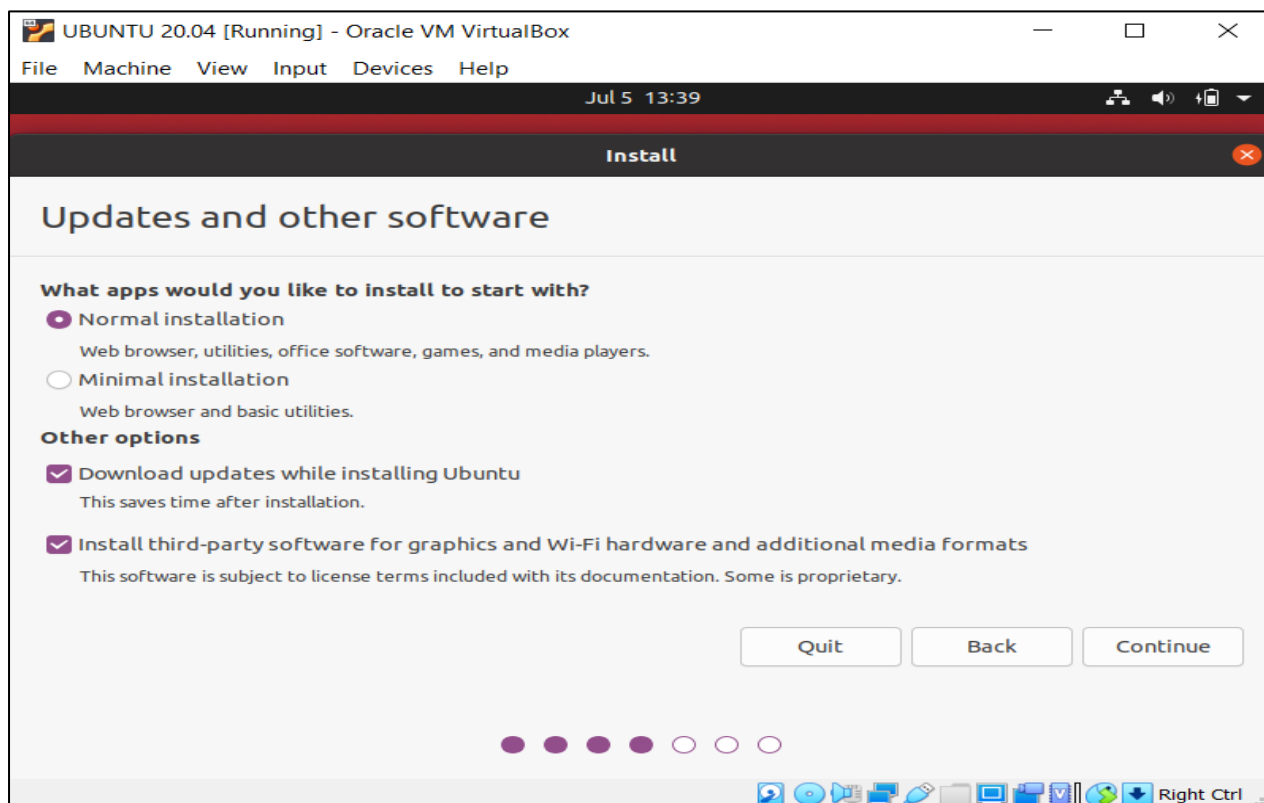 UBUNTU 20.04 [Running] - Oracle VM VirtualBox
File Machine View Input Devices Help
Jul 5 13:39
Install
Updates and other software
What apps would you like to install to start with?
Normal installation
Web browser, utilities, office software, games, and media players.
Minimal installation
Web browser and basic utilities.
Other options
Download updates while installing Ubuntu
This saves time after installation.
Install third-party software for graphics and Wi-Fi hardware and additional media formats
This software is subject to license terms included with its documentation. Some is proprietary.
Quit Back Continue
Right Ctrl